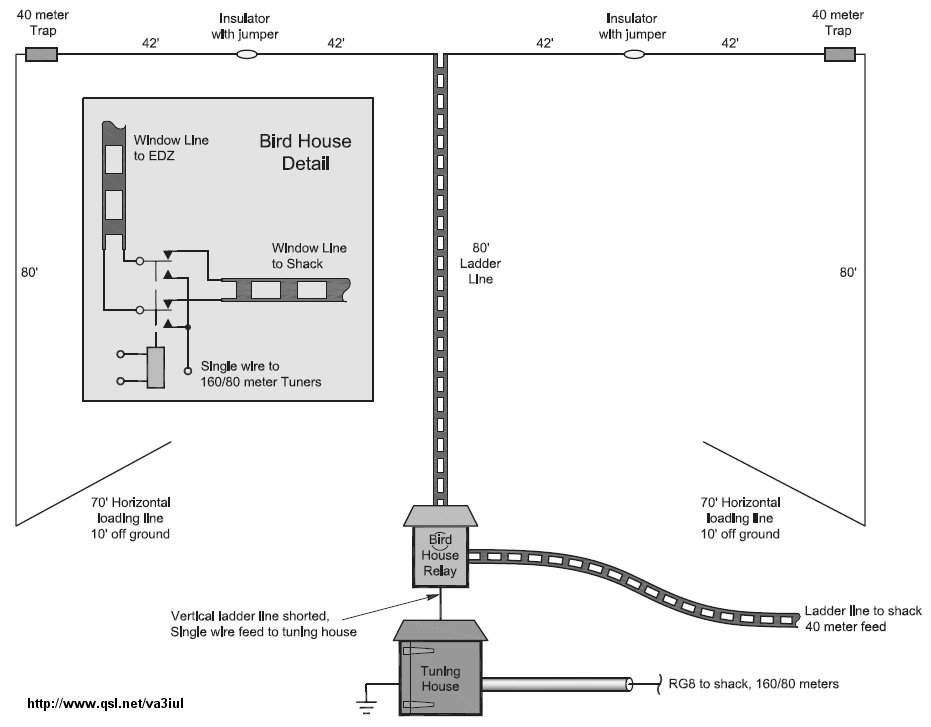 40 meter
Trap
Insulator
with jumper
Insulator
with jumper
40 meter
Trap
42'
42'
42'
42'
Window Line
to EDZ
Bird House
Detail
Window Line
to Shack
Single wire to
160/80 meter Tuners
80'
80'
Ladder
Line
80'
70' Horizontal
loading line
10' off ground
70' Horizontal
loading line
10' off ground
Bird
House
Relay
Vertical ladder line shorted,
Single wire feed to tuning house
Ladder line to shack
40 meter feed
Tuning
House
RG8 to shack, 160/80 meters
http://www.qsl.net/va3iul